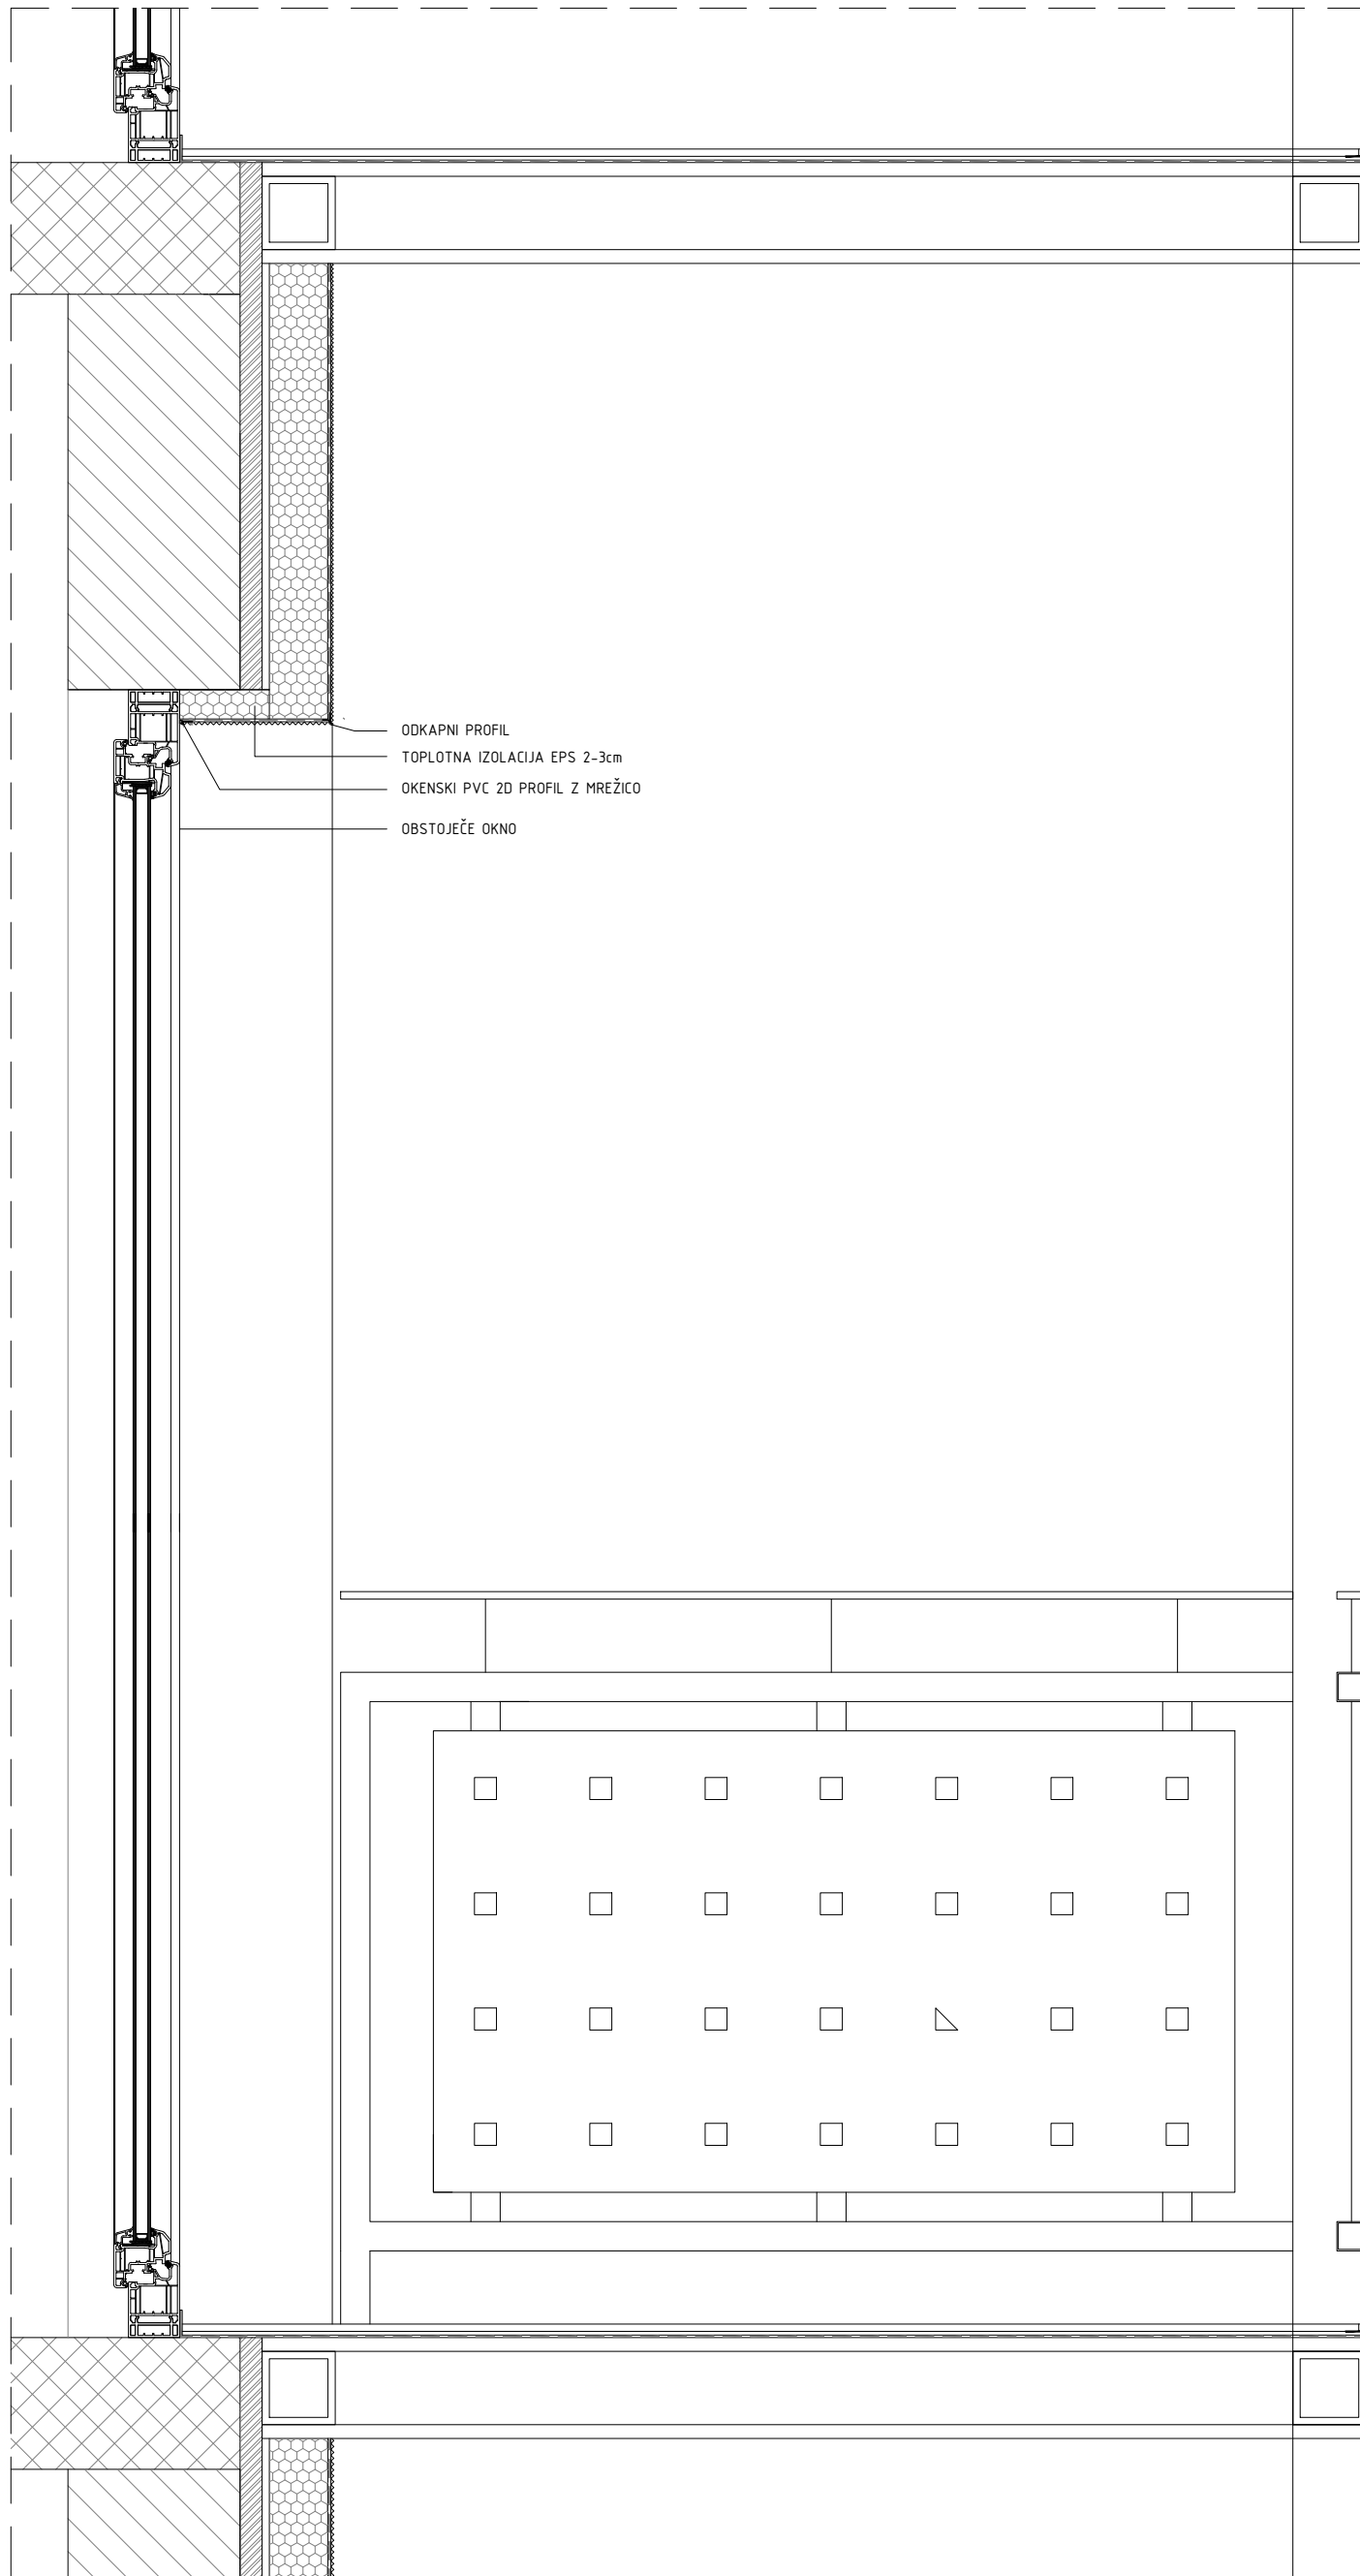 ODKAPNI PROFIL
TOPLOTNA IZOLACIJA EPS 2-3cm
OKENSKI PVC 2D PROFIL Z MREŽICO
OBSTOJEČE OKNO